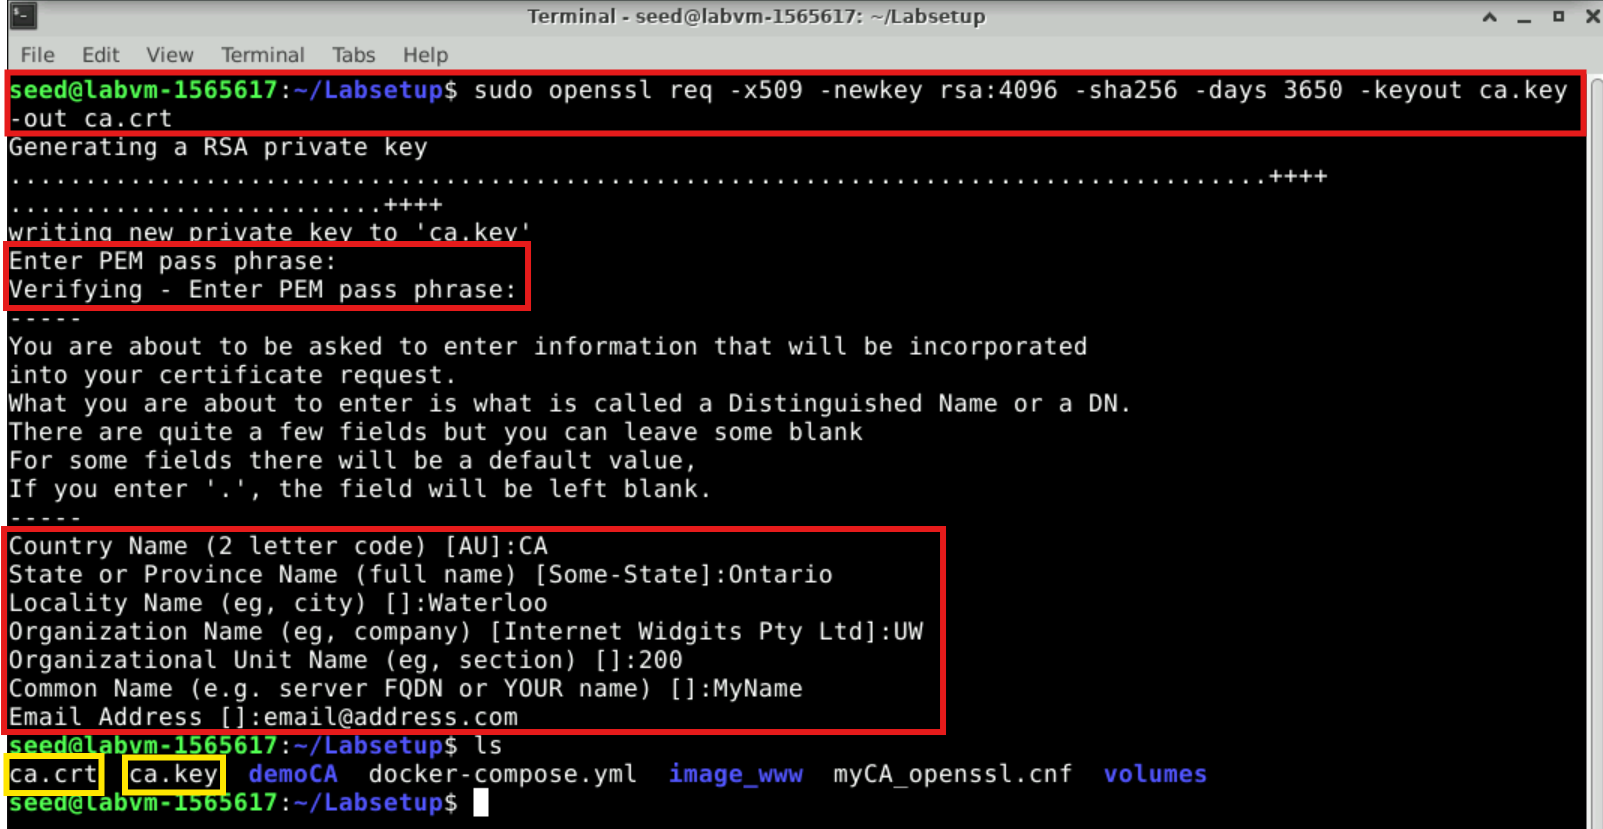 Terminal - seed@labvm-1565617: ~/Labsetup
File Edit View Terminal Tabs Help
seed@labvm-1565617:~/Labsetup$ sudo openssl req -x509 -newkey rsa:4096 -sha256 -days 3650 -keyout ca.key
-out ca.crt
Generating a RSA private key
....................................................................................++++
.........................++++
writing new private key to 'ca.key'
Enter PEM pass phrase:
Verifying - Enter PEM pass phrase:
-----
You are about to be asked to enter information that will be incorporated
into your certificate request.
What you are about to enter is what is called a Distinguished Name or a DN.
There are quite a few fields but you can leave some blank
For some fields there will be a default value,
If you enter '.', the field will be left blank.
-----
Country Name (2 letter code) [AU]:CA
State or Province Name (full name) [Some-State]:Ontario
Locality Name (eg, city) []:Waterloo
Organization Name (eg, company) [Internet Widgits Pty Ltd]:UW
Organizational Unit Name (eg, section) []:200
Common Name (e.g. server FQDN or YOUR name) []:MyName
Email Address []:email@address.com
seed@labvm-1565617:~/Labsetup$ ls
ca.crt ca.key demoCA docker-compose.yml image_www myCA_openssl.cnf volumes
seed@labvm-1565617:~/Labsetup$